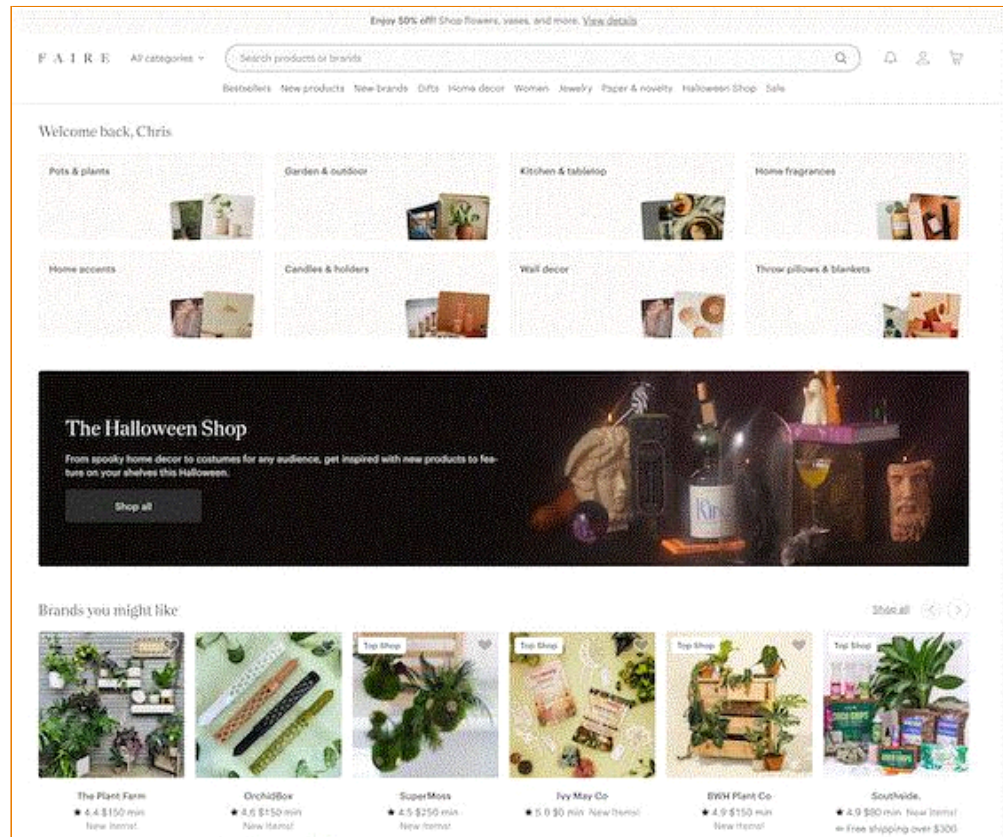 Enjoy 50% off! Shop flowers, vases, and more. View details
FAIRE All categories Search products or brands
Bestsellers New products New brands Gifts Home decor Women Jewelry Paper & novelty Halloween Shop Sale
Welcome back, Chris
Pots & plants Garden & outdoor Kitchen & tabletop Home fragrances
Home accents Candles & holders Wall decor Throw pillows & blankets
The Halloween Shop
From spooky home decor to costumes for any audience, get inspired with new products to fea-
ture on your shelves this Halloween.
Shop all
Brands you might like Shop all
Top Shop Top Shop Top Shop Top Shop
The Plant Farm OrchidBox SuperMoss Ivy May Co BWH Plant Co Southside.
★ 4.4 $150 min ★ 4.6 $150 min ★ 4.5 $250 min ★ 5.0 $0 min New Items! ★ 4.9 $150 min ★ 4.9 $80 min New Items!
New Items! New Items! New Items! New Items! Free shipping over $300